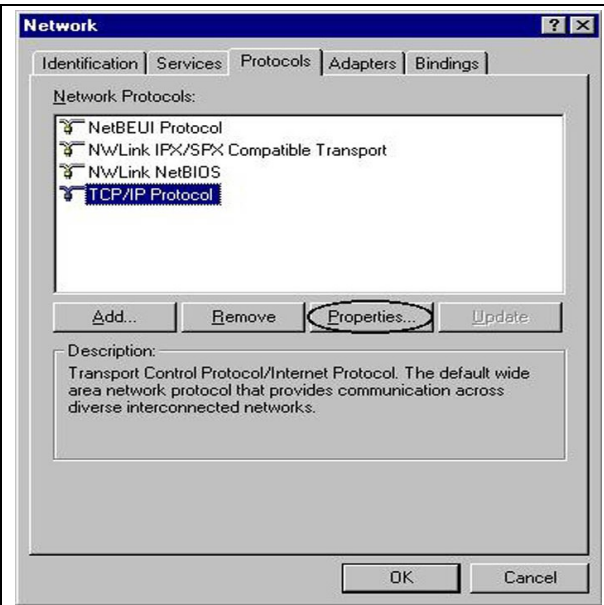 Network
Identification Services Protocols Adapters Bindings
Network Protocols:
NetBEUI Protocol
NWLink IPX/SPX Compatible Transport
NWLink NetBIOS
TCP/IP Protocol
Add... Remove Properties... Update
Description:
Transport Control Protocol/Internet Protocol. The default wide
area network protocol that provides communication across
diverse interconnected networks.
OK Cancel